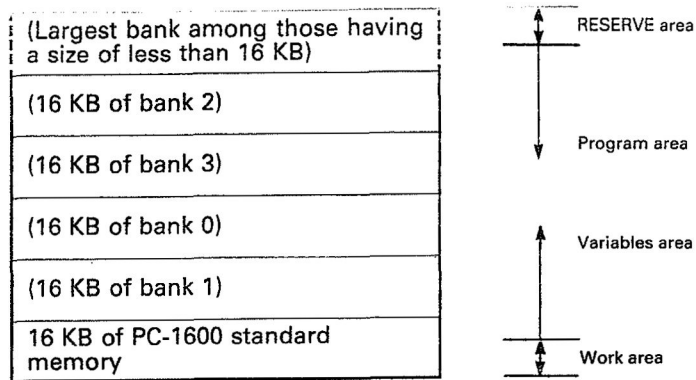 (Largest bank among those having
a size of less than 16 KB)
(16 KB of bank 2)
(16 KB of bank 3)
(16 KB of bank 0)
(16 KB of bank 1)
16 KB of PC-1600 standard
memory
RESERVE area
Program area
Variables area
Work area